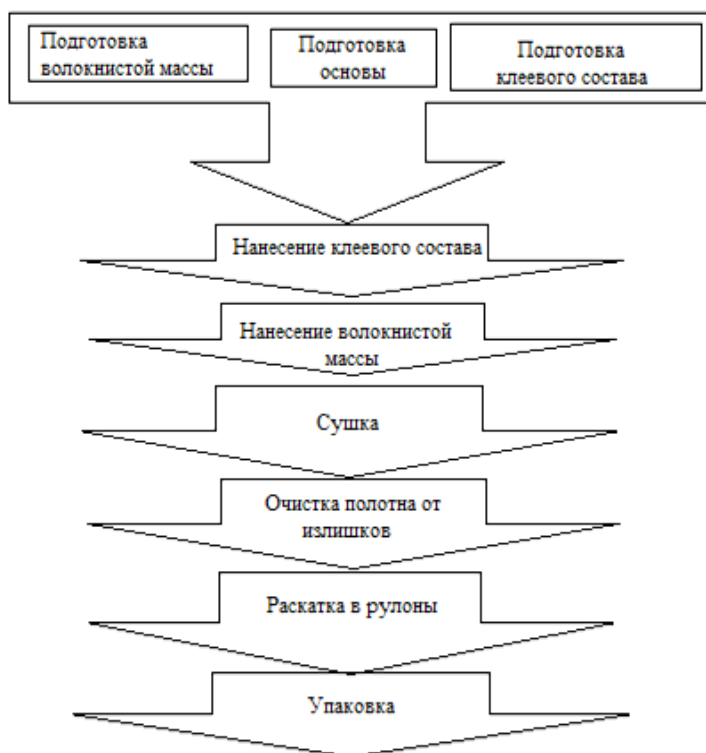 Подготовка
волокнистой массы
Подготовка
основы
Подготовка
клеевого состава
Нанесение клеевого состава
Нанесение волокнистой
массы
Сушка
Очистка полотна от
излишков
Раскатка в рулоны
Упаковка